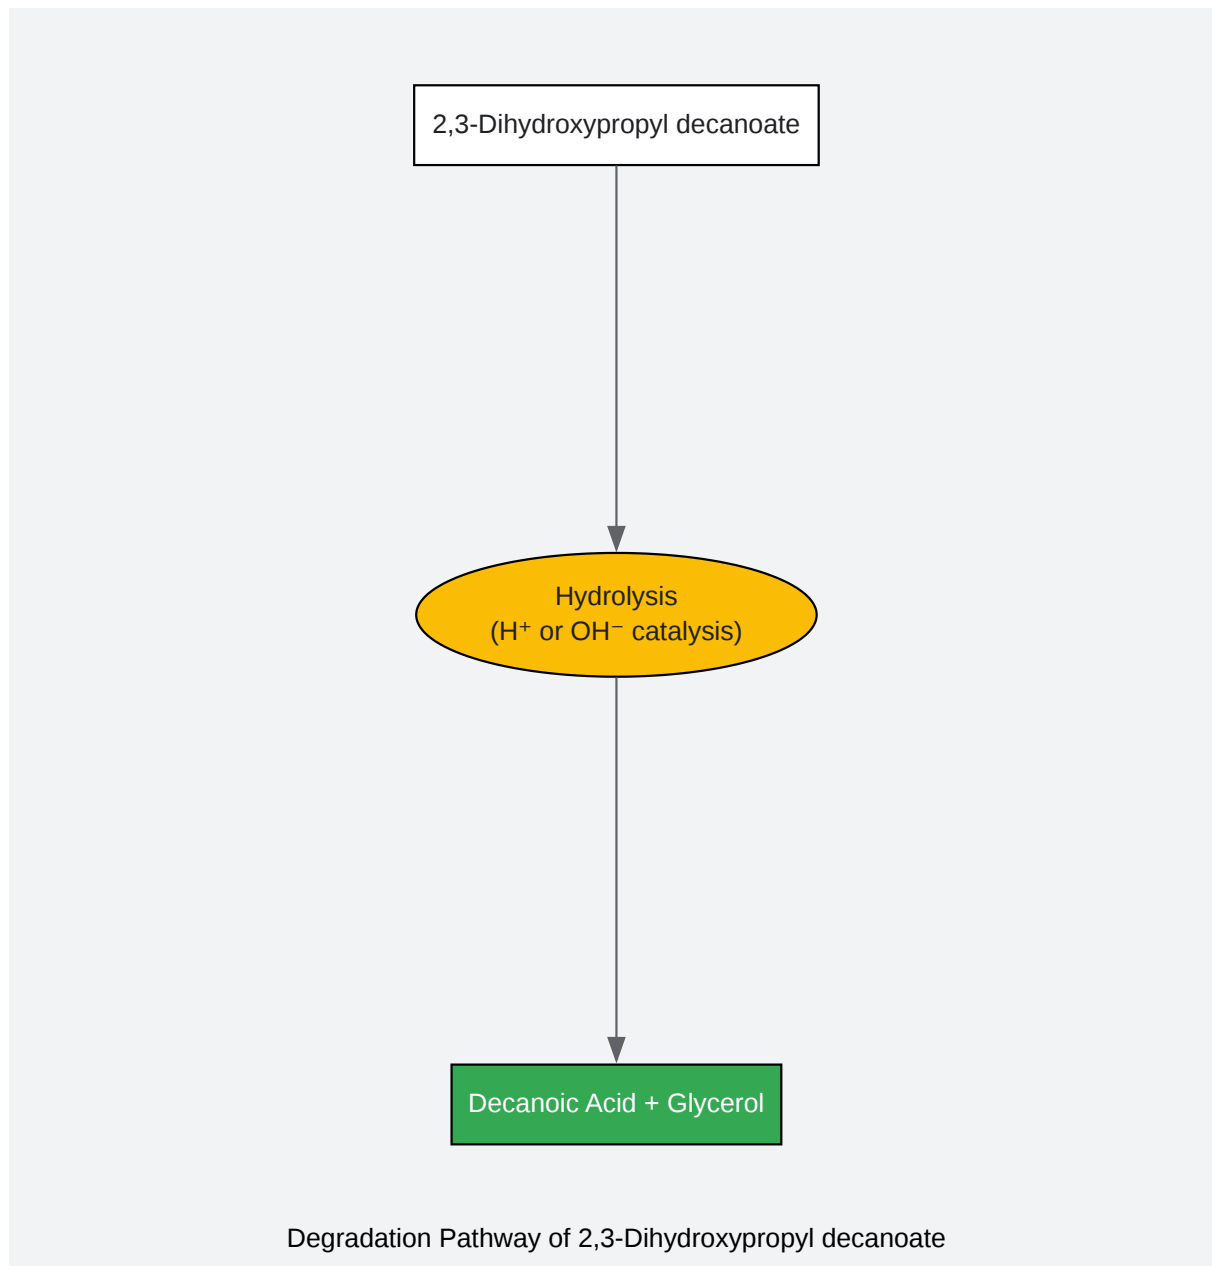 2,3-Dihydroxypropyl decanoate
Hydrolysis
(H⁺ or OH⁻ catalysis)
Decanoic Acid + Glycerol
Degradation Pathway of 2,3-Dihydroxypropyl decanoate